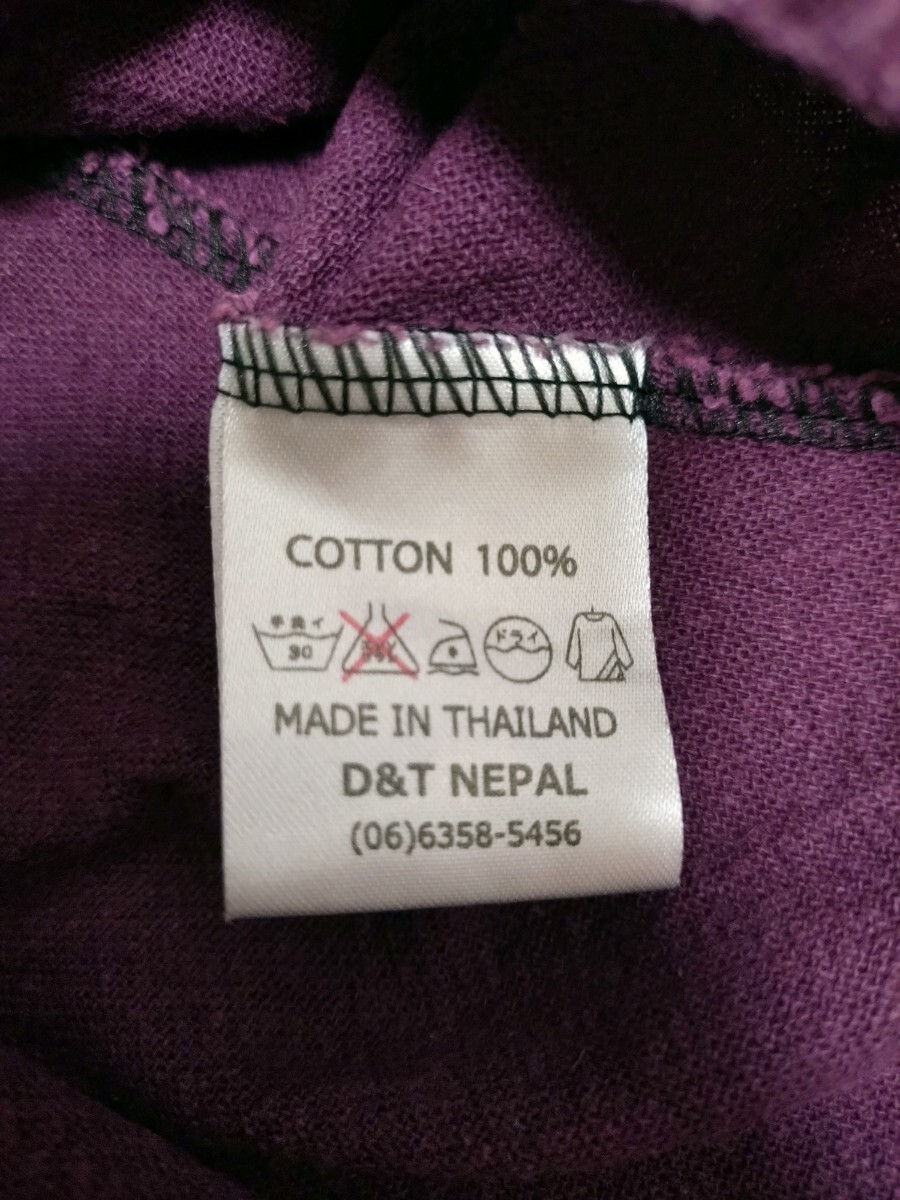 COTTON 100%
手洗イ
30
ドライ
MADE IN THAILAND
D&T NEPAL
(06)6358-5456